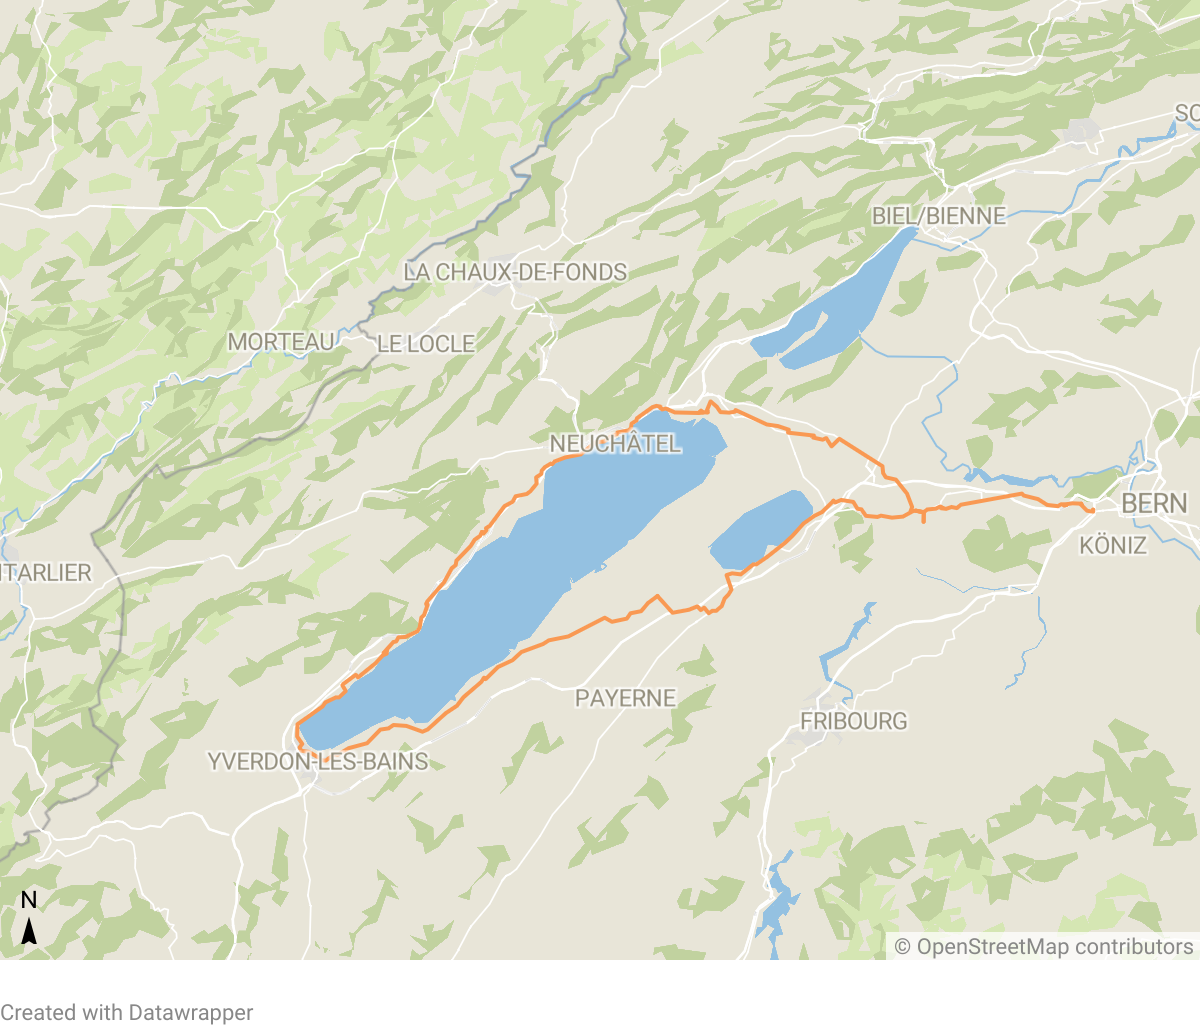 SO
BIEL/BIENNE
LA CHAUX-DE-FONDS
MORTEAU
LE LOCLE
NEUCHÂTEL
BERN
KÖNIZ
NTARLIER
PAYERNE
FRIBOURG
YVERDON-LES-BAINS
N
© OpenStreetMap contributors
Created with Datawrapper